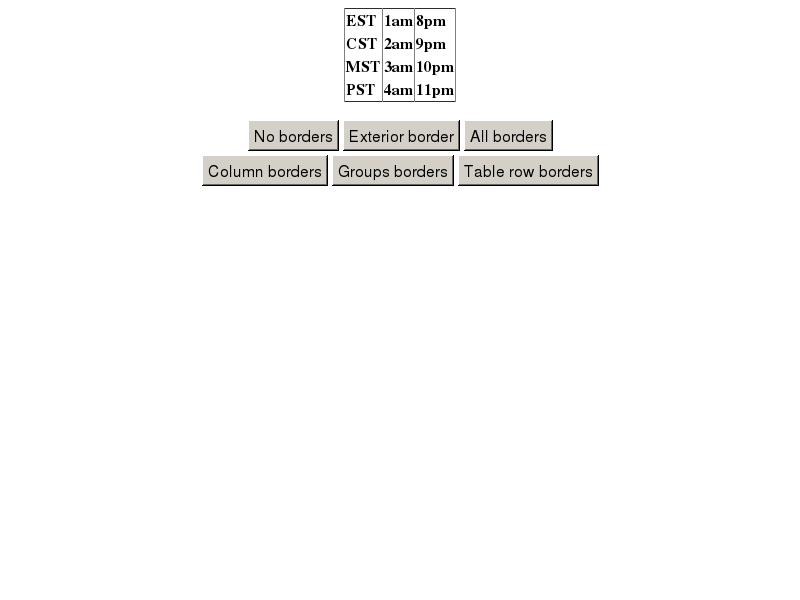 EST 1am 8pm
CST 2am 9pm
MST 3am 10pm
PST 4am 11pm
No borders Exterior border All borders
Column borders Groups borders Table row borders